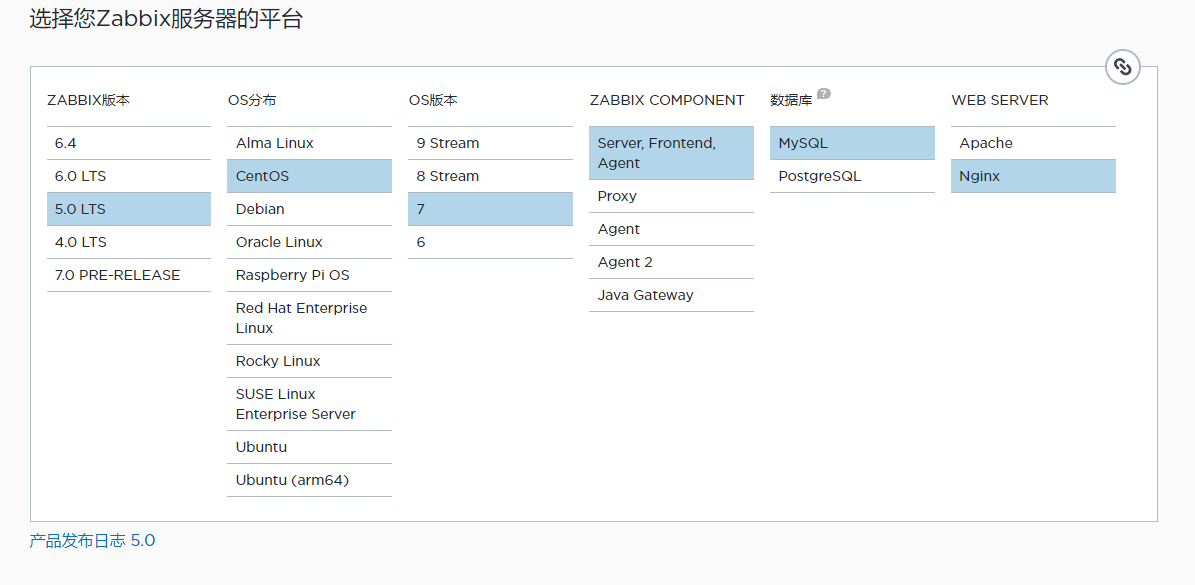 选择您Zabbix服务器的平台
ZABBIX版本
6.4
6.0 LTS
5.0 LTS
4.0 LTS
7.0 PRE-RELEASE
OS分布
Alma Linux
CentOS
Debian
Oracle Linux
Raspberry Pi OS
Red Hat Enterprise
Linux
Rocky Linux
SUSE Linux
Enterprise Server
Ubuntu
Ubuntu (arm64)
OS版本
9 Stream
8 Stream
7
6
ZABBIX COMPONENT
Server, Frontend,
Agent
Proxy
Agent
Agent 2
Java Gateway
数据库 ?
MySQL
PostgreSQL
WEB SERVER
Apache
Nginx
产品发布日志 5.0